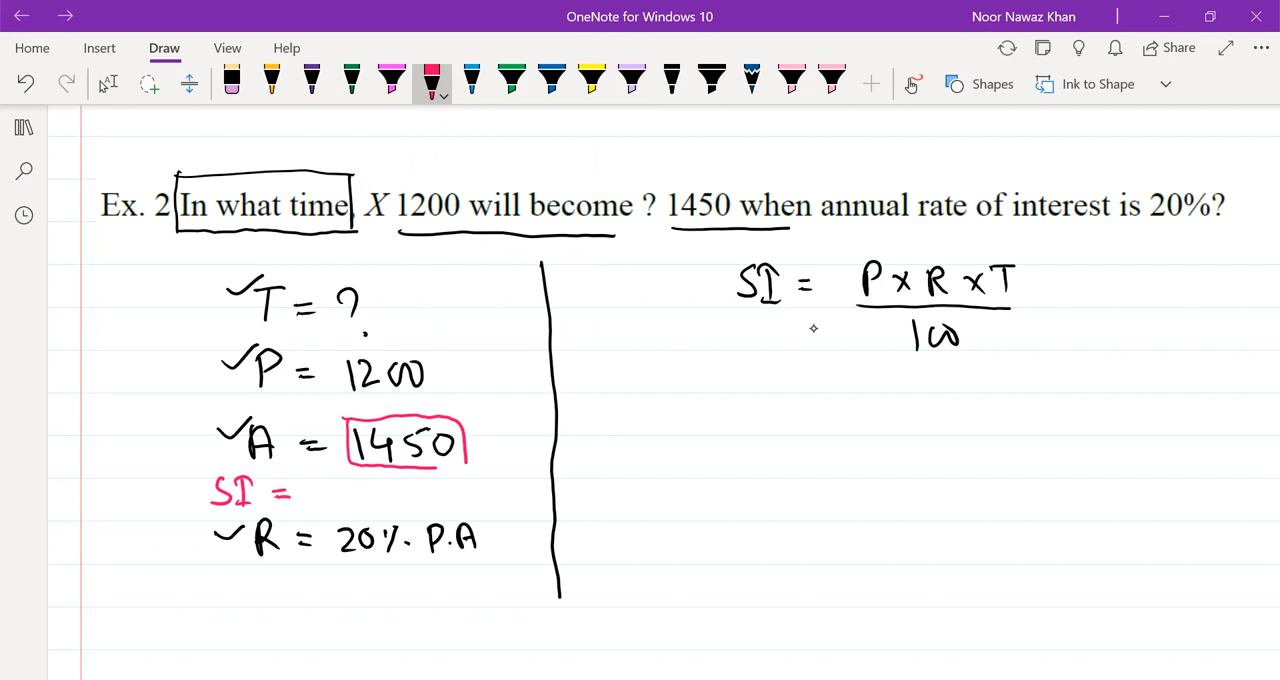 OneNote for Windows 10
Noor Nawaz Khan
Home Insert Draw View Help
Share
Shapes
Ink to Shape
Ex. 2 In what time, X 1200 will become ? 1450 when annual rate of interest is 20%?
T = ?
P = 1200
A = 1450
SI =
R = 20%. P.A
SI = P x R x T
100